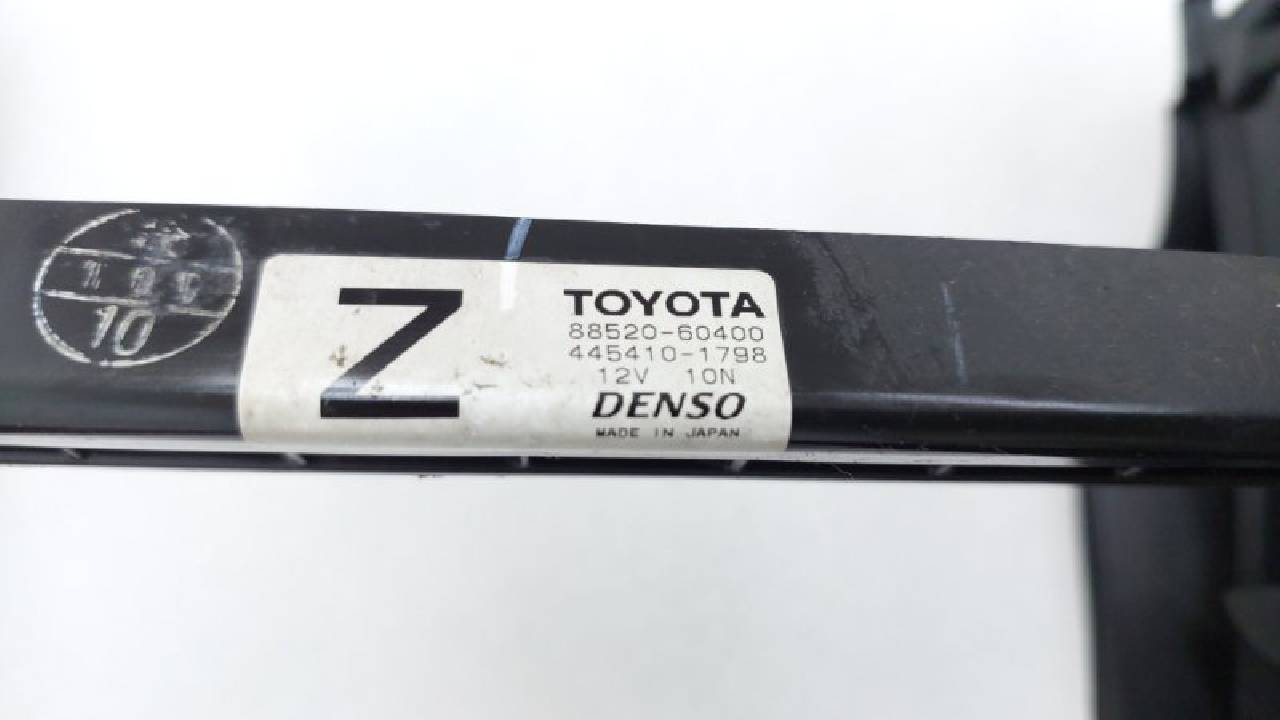 10
Z
TOYOTA
88520-60400
445410-1798
12V 10N
DENSO
MADE IN JAPAN